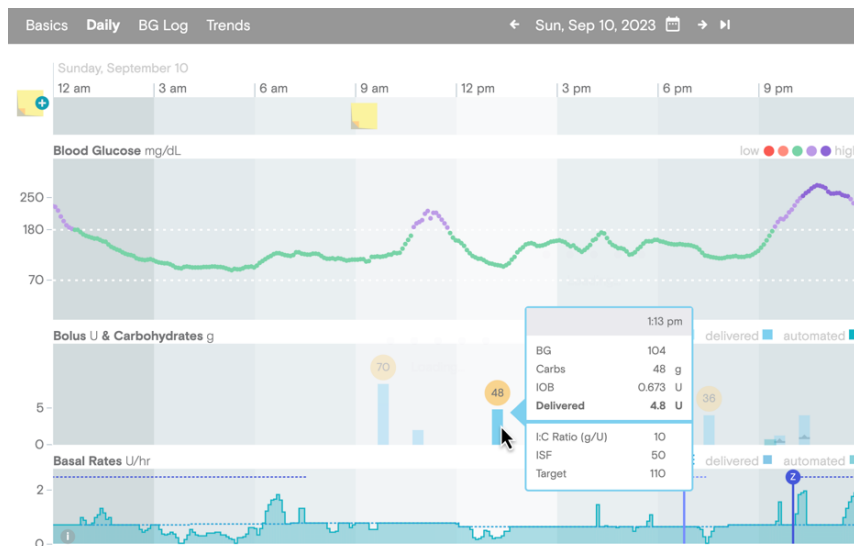 Basics Daily BG Log Trends Sun, Sep 10, 2023
Sunday, September 10
12 am 3 am 6 am 9 am 12 pm 3 pm 6 pm 9 pm
Blood Glucose mg/dL low high
250
180
70
Bolus U & Carbohydrates g delivered automated
1:13 pm
BG 104
Carbs 48 g
IOB 0.673 U
Delivered 4.8 U
I:C Ratio (g/U) 10
ISF 50
Target 110
70
48
36
5
0
Basal Rates U/hr delivered automated
Z
2
0
i